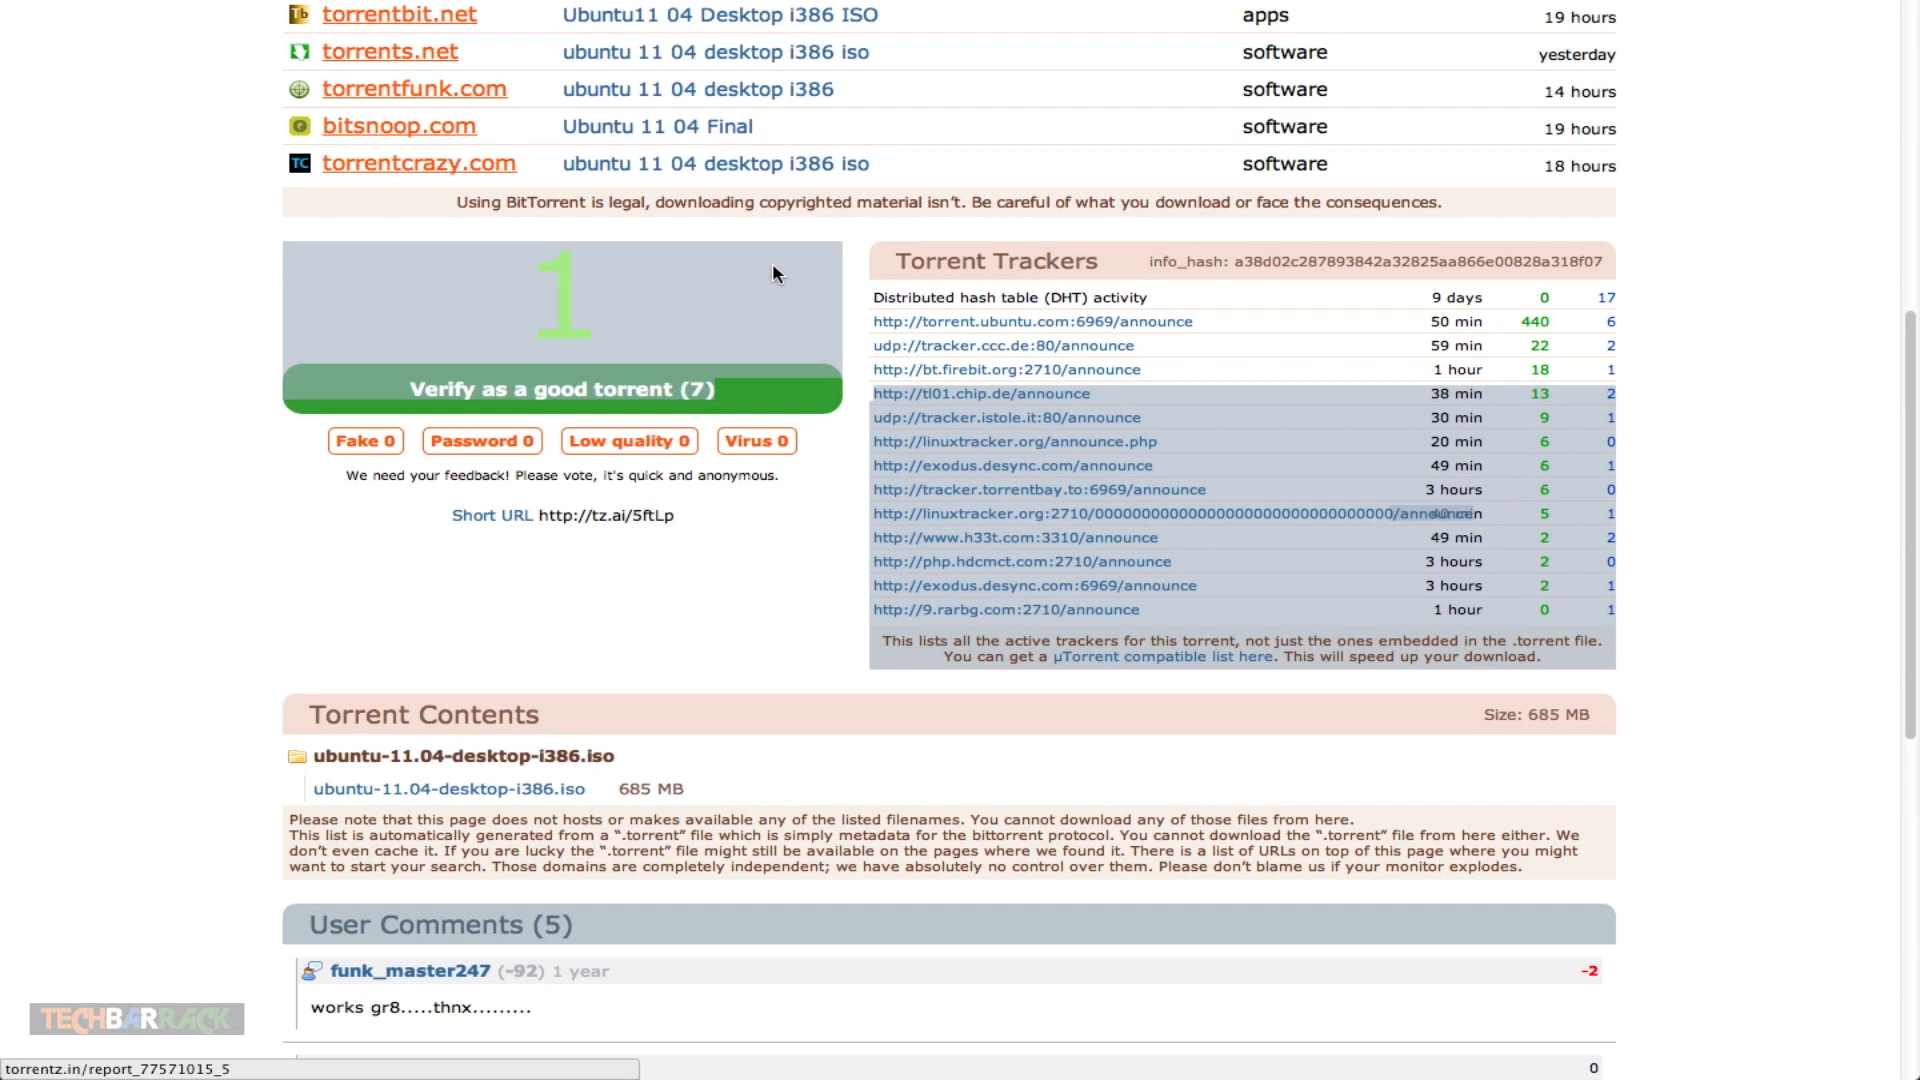 torrentbit.net Ubuntu11 04 Desktop i386 ISO apps 19 hours
torrents.net ubuntu 11 04 desktop i386 iso software yesterday
torrentfunk.com ubuntu 11 04 desktop i386 software 14 hours
bitsnoop.com Ubuntu 11 04 Final software 19 hours
TC torrentcrazy.com ubuntu 11 04 desktop i386 iso software 18 hours
Using BitTorrent is legal, downloading copyrighted material isn't. Be careful of what you download or face the consequences.
1
Verify as a good torrent (7)
Fake 0 Password 0 Low quality 0 Virus 0
We need your feedback! Please vote, it's quick and anonymous.
Short URL http://tz.ai/5ftLp
Torrent Trackers info_hash: a38d02c287893842a32825aa866e00828a318f07
Distributed hash table (DHT) activity 9 days 0 17
http://torrent.ubuntu.com:6969/announce 50 min 440 6
udp://tracker.ccc.de:80/announce 59 min 22 2
http://bt.firebit.org:2710/announce 1 hour 18 1
http://tl01.chip.de/announce 38 min 13 2
udp://tracker.istole.it:80/announce 30 min 9 1
http://linuxtracker.org/announce.php 20 min 6 0
http://exodus.desync.com/announce 49 min 6 1
http://tracker.torrentbay.to:6969/announce 3 hours 6 0
http://linuxtracker.org:2710/00000000000000000000000000000000/announce 5 1
http://www.h33t.com:3310/announce 49 min 2 2
http://php.hdcmct.com:2710/announce 3 hours 2 0
http://exodus.desync.com:6969/announce 3 hours 2 1
http://9.rarbg.com:2710/announce 1 hour 0 1
This lists all the active trackers for this torrent, not just the ones embedded in the .torrent file.
You can get a µTorrent compatible list here. This will speed up your download.
Torrent Contents Size: 685 MB
ubuntu-11.04-desktop-i386.iso
ubuntu-11.04-desktop-i386.iso 685 MB
Please note that this page does not hosts or makes available any of the listed filenames. You cannot download any of those files from here.
This list is automatically generated from a “.torrent” file which is simply metadata for the bittorrent protocol. You cannot download the “.torrent” file from here either. We
don't even cache it. If you are lucky the “.torrent” file might still be available on the pages where we found it. There is a list of URLs on top of this page where you might
want to start your search. Those domains are completely independent; we have absolutely no control over them. Please don't blame us if your monitor explodes.
User Comments (5)
funk_master247 (-92) 1 year -2
works gr8.....thnx.........
TECHBARRACK
0
torrentz.in/report_77571015_5